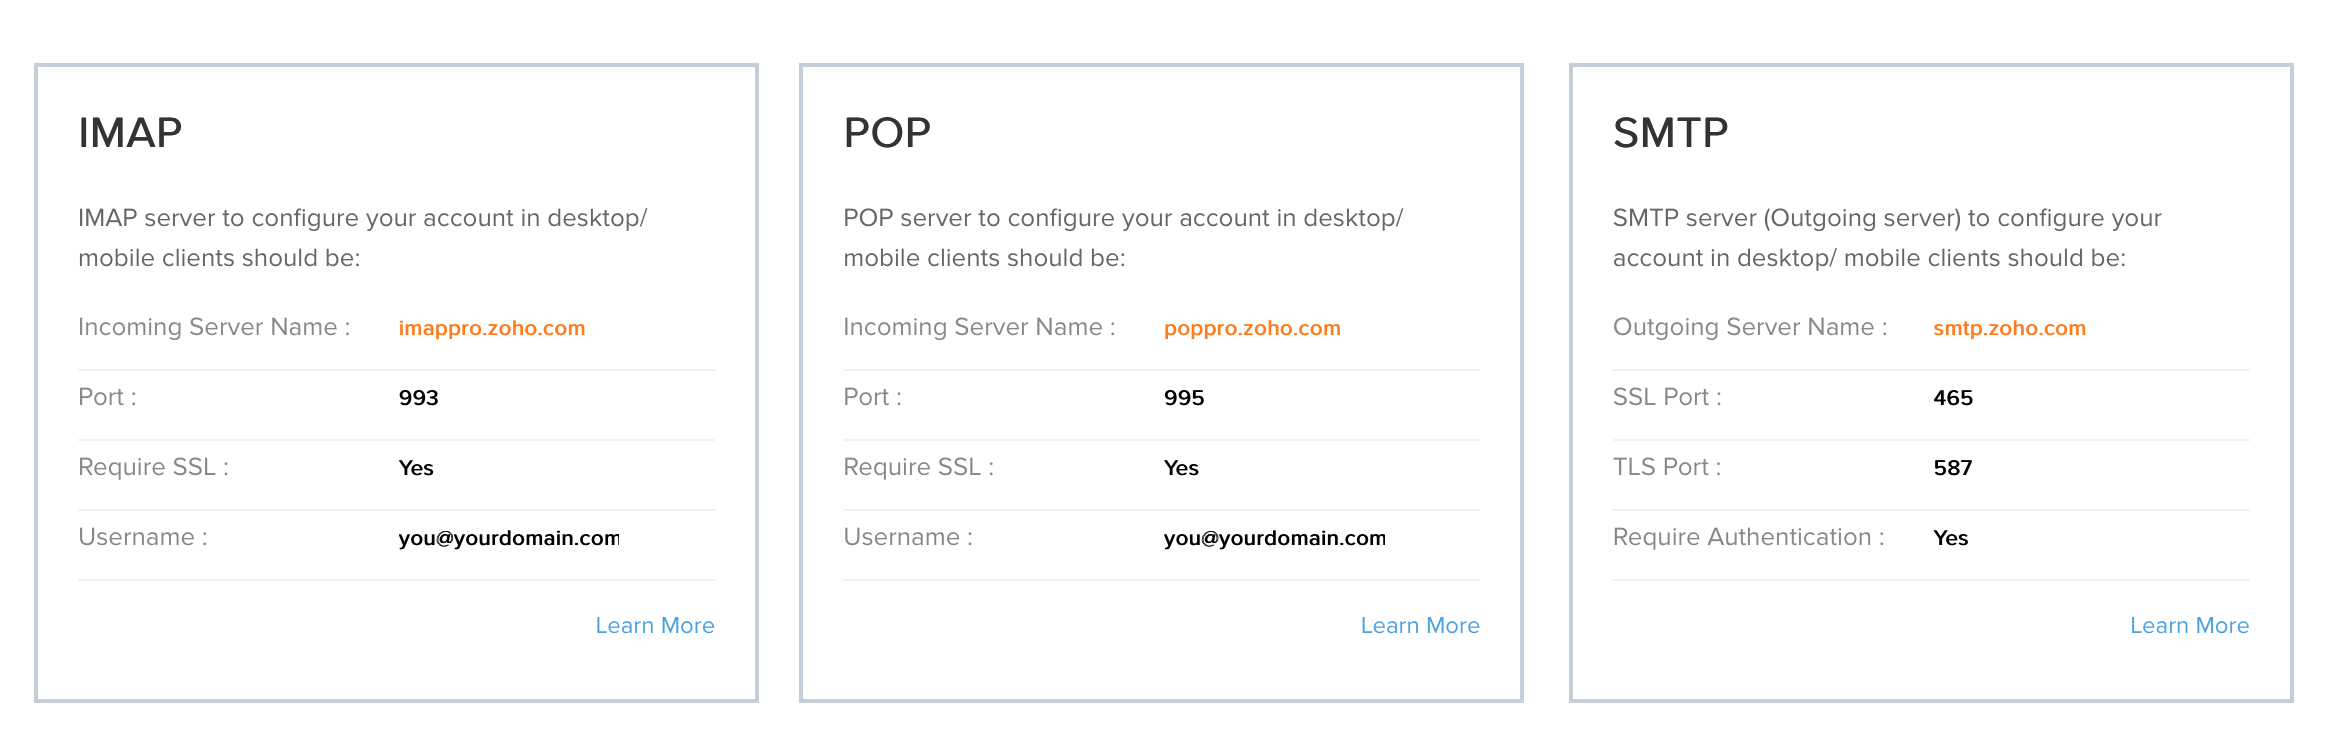 IMAP
IMAP server to configure your account in desktop/
mobile clients should be:
Incoming Server Name : imappro.zoho.com
Port : 993
Require SSL : Yes
Username : you@yourdomain.com
Learn More
POP
POP server to configure your account in desktop/
mobile clients should be:
Incoming Server Name : poppro.zoho.com
Port : 995
Require SSL : Yes
Username : you@yourdomain.com
Learn More
SMTP
SMTP server (Outgoing server) to configure your
account in desktop/ mobile clients should be:
Outgoing Server Name : smtp.zoho.com
SSL Port : 465
TLS Port : 587
Require Authentication : Yes
Learn More